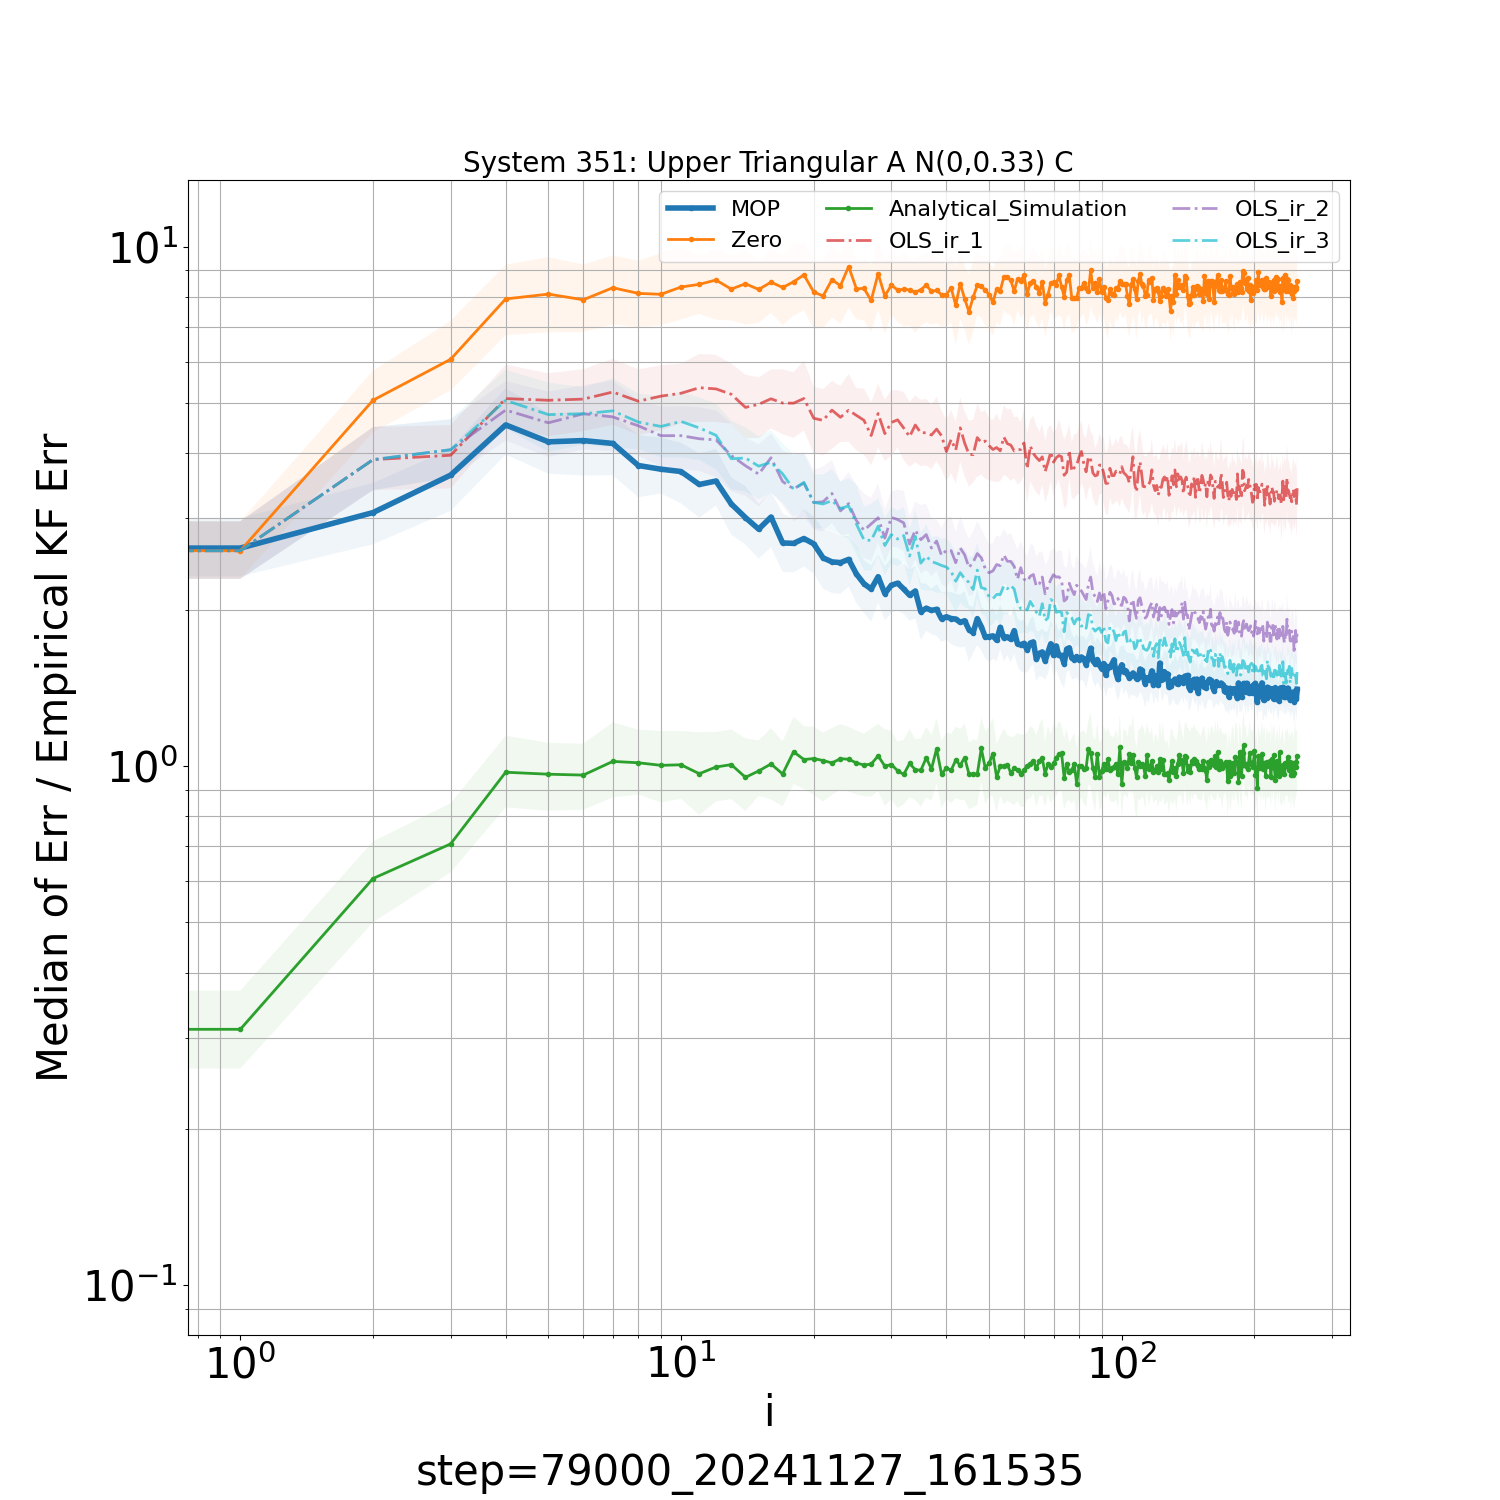 System 351: Upper Triangular A N(0,0.33) C
MOP
Zero
Analytical_Simulation
OLS_ir_1
OLS_ir_2
OLS_ir_3
Median of Err / Empirical KF Err
10¹
10⁰
10⁻¹
10⁰ 10¹ 10²
i
step=79000_20241127_161535